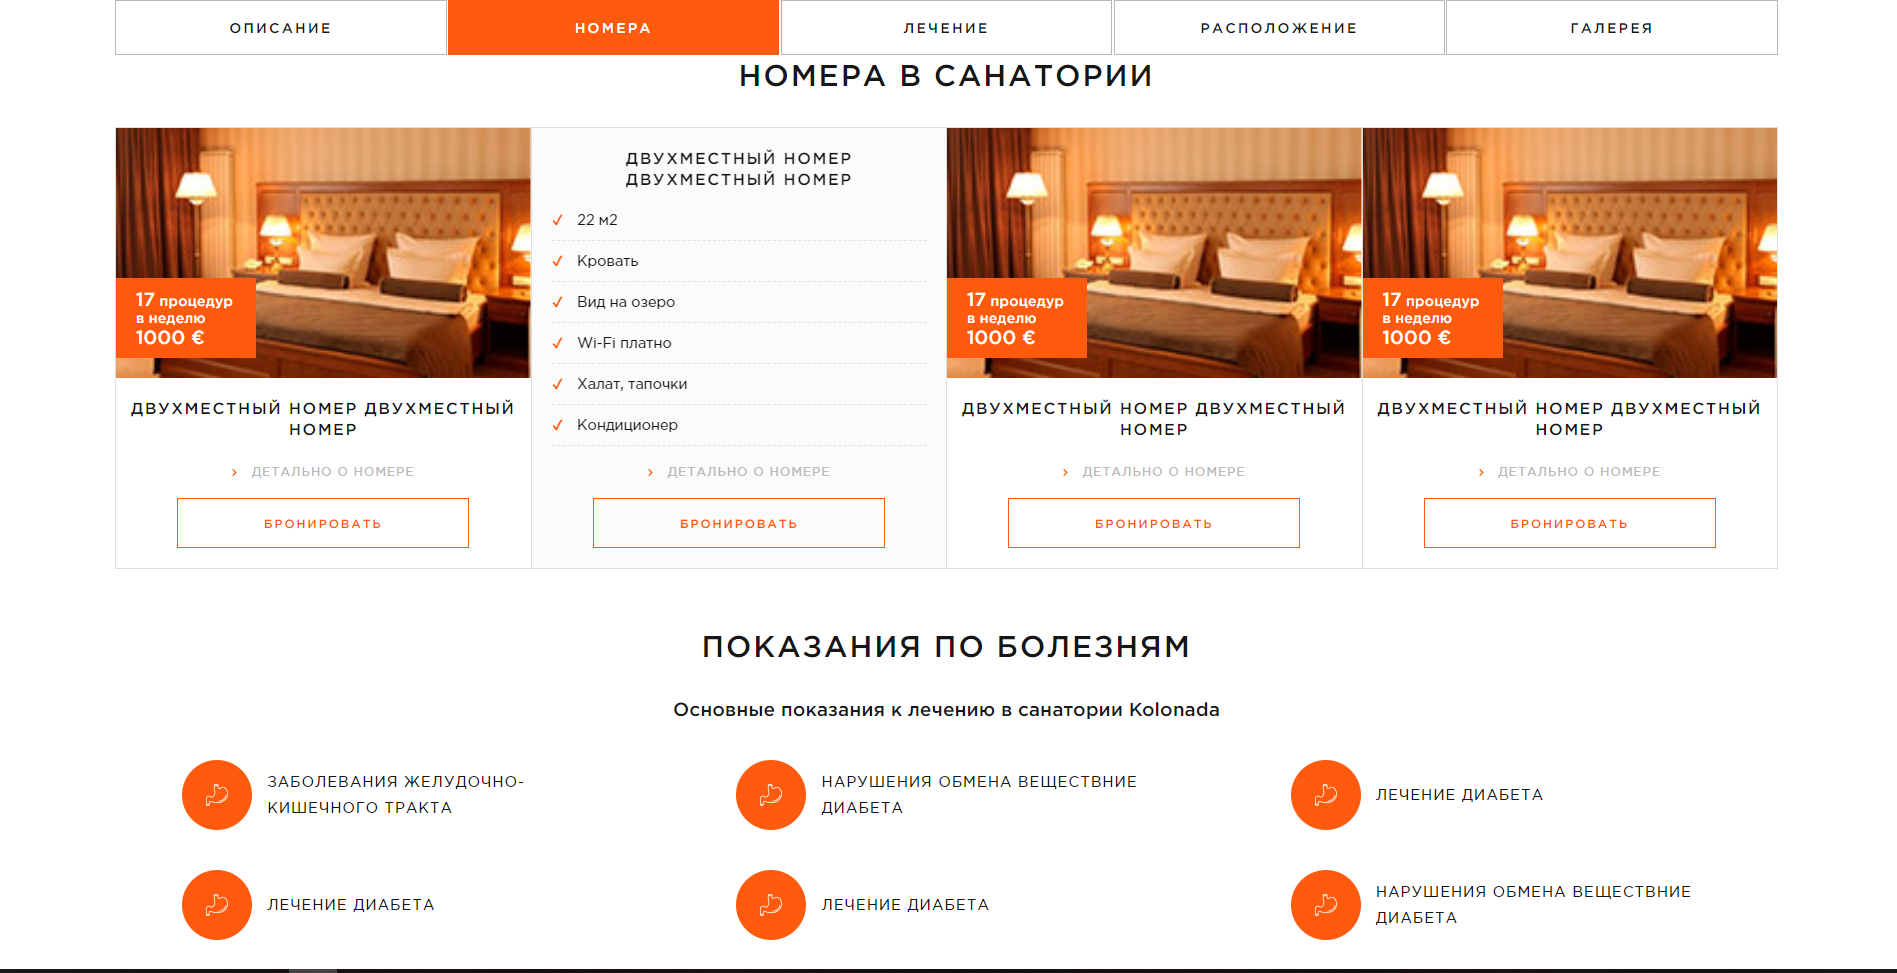 ОПИСАНИЕ
НОМЕРА
ЛЕЧЕНИЕ
РАСПОЛОЖЕНИЕ
ГАЛЕРЕЯ
НОМЕРА В САНАТОРИИ
17 процедур
в неделю
1000 €
ДВУХМЕСТНЫЙ НОМЕР ДВУХМЕСТНЫЙ
НОМЕР
ДЕТАЛЬНО О НОМЕРЕ
БРОНИРОВАТЬ
ДВУХМЕСТНЫЙ НОМЕР
ДВУХМЕСТНЫЙ НОМЕР
22 м2
Кровать
Вид на озеро
Wi-Fi платно
Халат, тапочки
Кондиционер
ДЕТАЛЬНО О НОМЕРЕ
БРОНИРОВАТЬ
17 процедур
в неделю
1000 €
ДВУХМЕСТНЫЙ НОМЕР ДВУХМЕСТНЫЙ
НОМЕР
ДЕТАЛЬНО О НОМЕРЕ
БРОНИРОВАТЬ
17 процедур
в неделю
1000 €
ДВУХМЕСТНЫЙ НОМЕР ДВУХМЕСТНЫЙ
НОМЕР
ДЕТАЛЬНО О НОМЕРЕ
БРОНИРОВАТЬ
ПОКАЗАНИЯ ПО БОЛЕЗНЯМ
Основные показания к лечению в санатории Kolonada
ЗАБОЛЕВАНИЯ ЖЕЛУДОЧНО-
КИШЕЧНОГО ТРАКТА
НАРУШЕНИЯ ОБМЕНА ВЕЩЕСТВНИЕ
ДИАБЕТА
ЛЕЧЕНИЕ ДИАБЕТА
ЛЕЧЕНИЕ ДИАБЕТА
ЛЕЧЕНИЕ ДИАБЕТА
НАРУШЕНИЯ ОБМЕНА ВЕЩЕСТВНИЕ
ДИАБЕТА